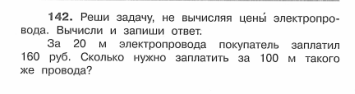 142. Реши задачу, не вычисляя цены электропро-
вода. Вычисли и запиши ответ.
За 20 м электропровода покупатель заплатил
160 руб. Сколько нужно заплатить за 100 м такого
же провода?